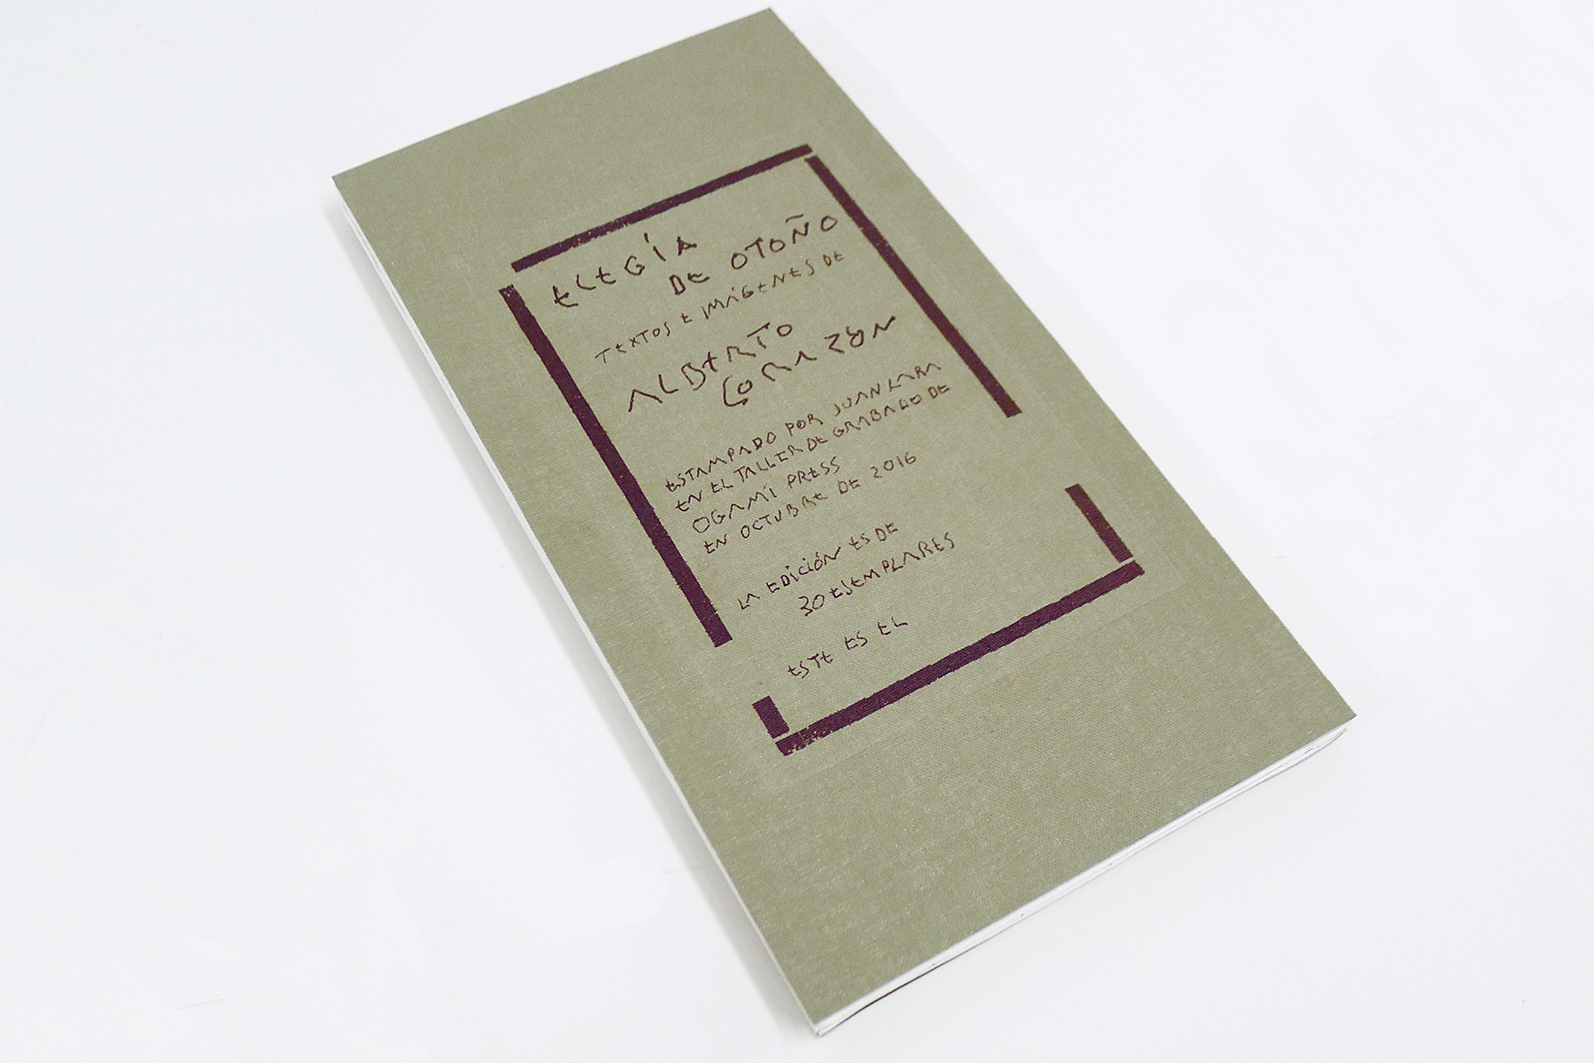 ELEGÍA
DE OTOÑO
TEXTOS E IMÁGENES DE
ALBERTO
CORAZÓN
ESTAMPADO POR JUAN LARA
EN EL TALLER DE GRABADO DE
OGAMI PRESS
EN OCTUBRE DE 2016
LA EDICIÓN ES DE
30 ESEMPLARES
ESTE ES EL